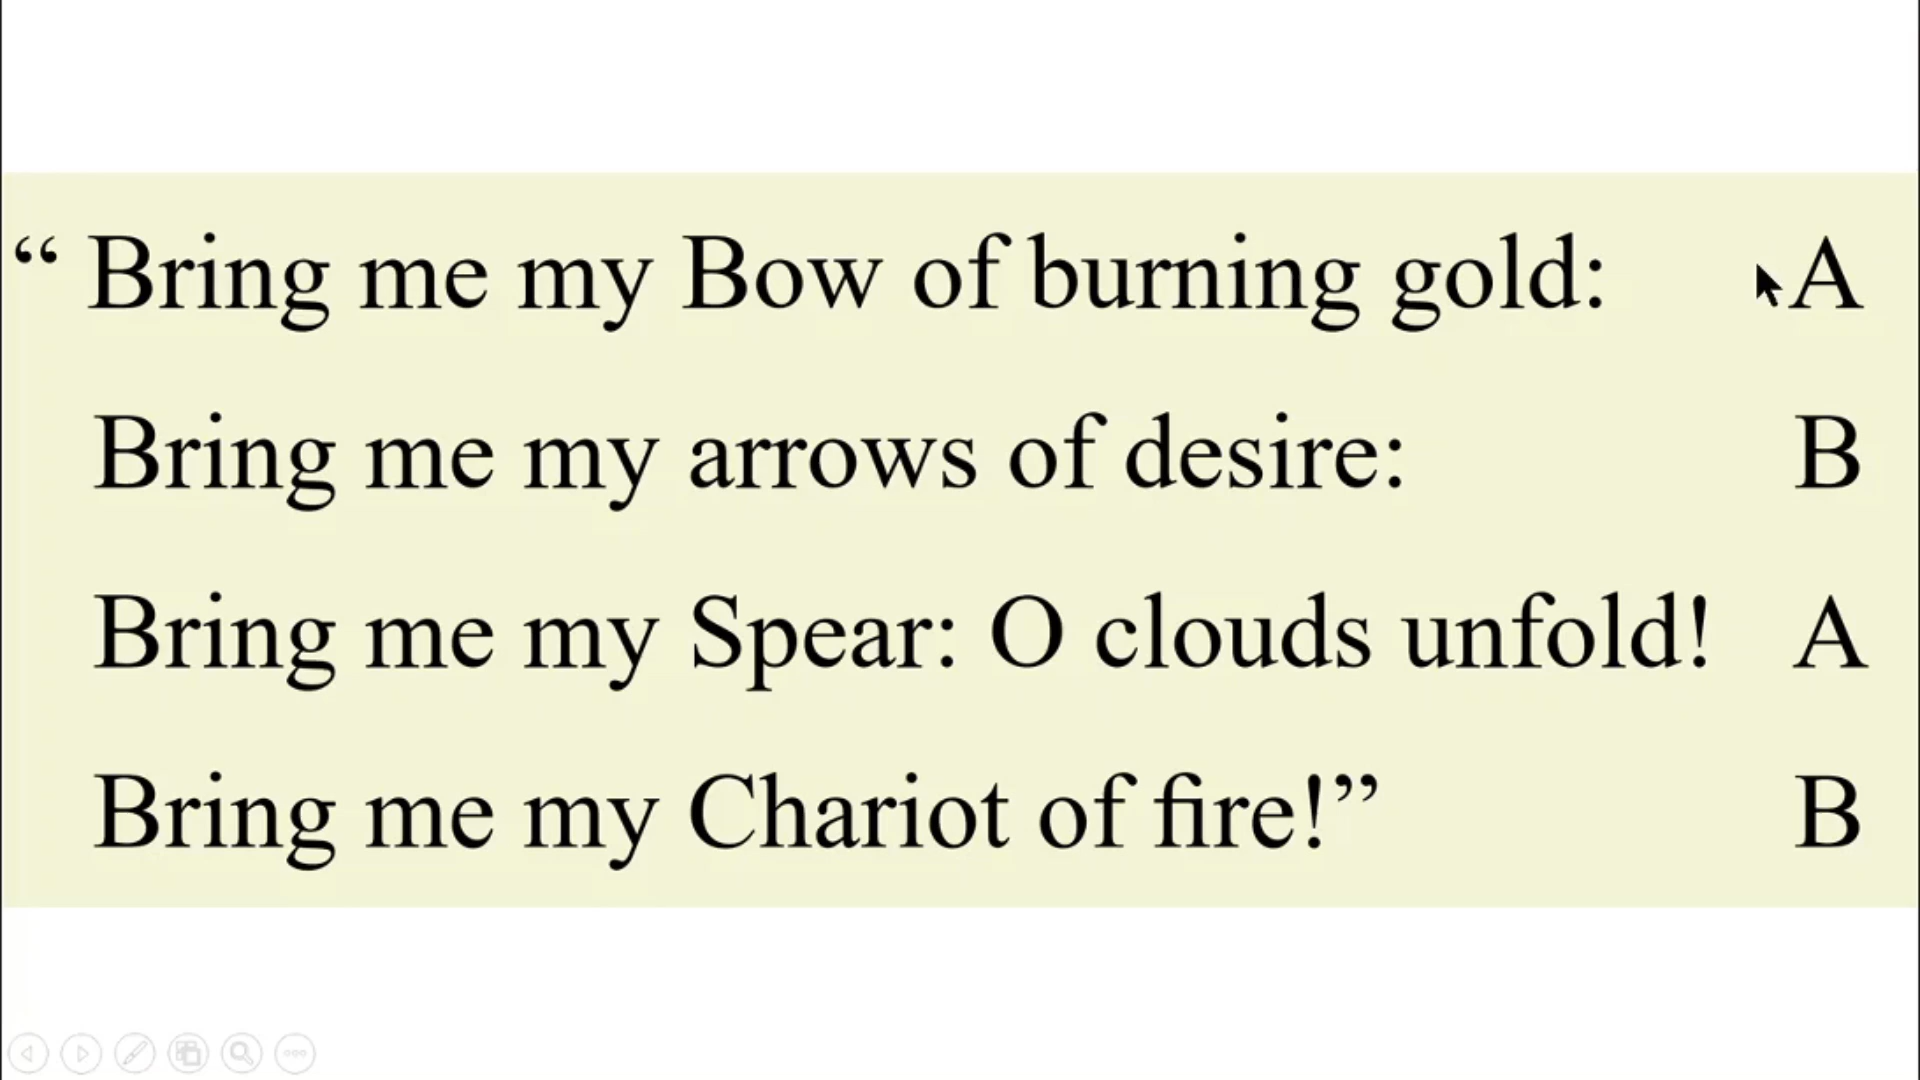 “ Bring me my Bow of burning gold: A
Bring me my arrows of desire: B
Bring me my Spear: O clouds unfold! A
Bring me my Chariot of fire!” B